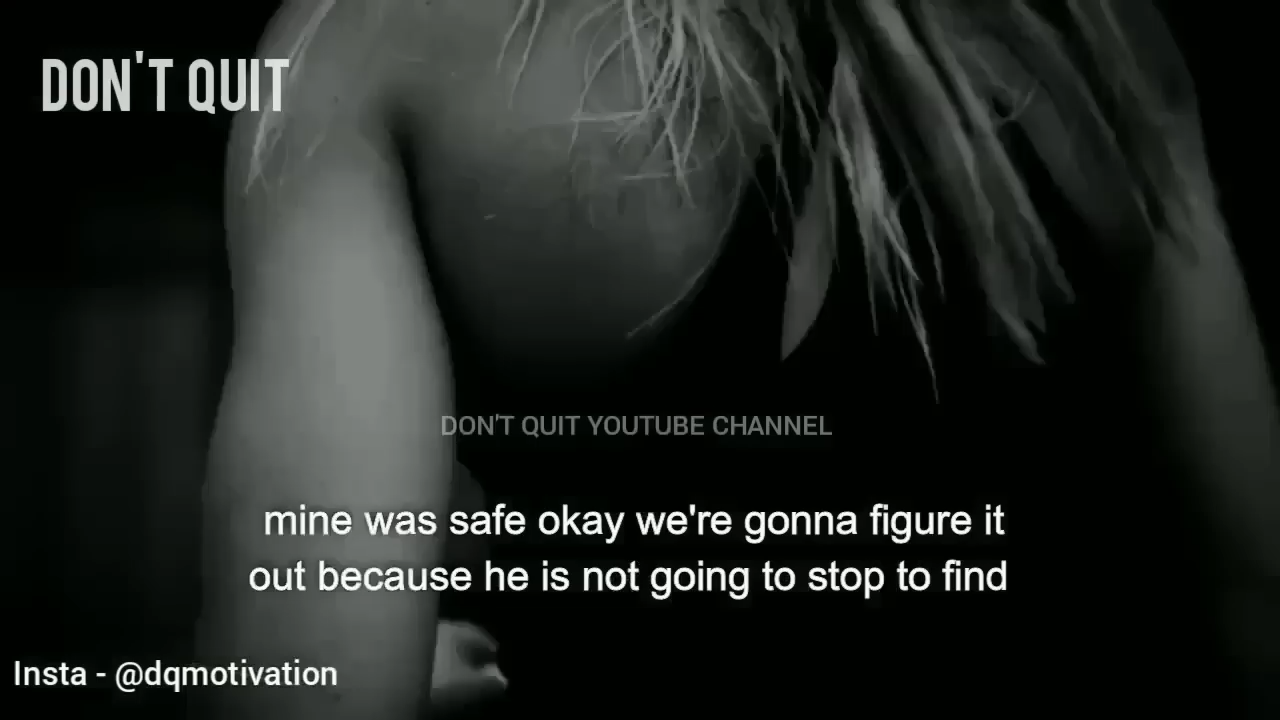 DON'T QUIT
DON'T QUIT YOUTUBE CHANNEL
mine was safe okay we're gonna figure it
out because he is not going to stop to find
Insta - @dqmotivation